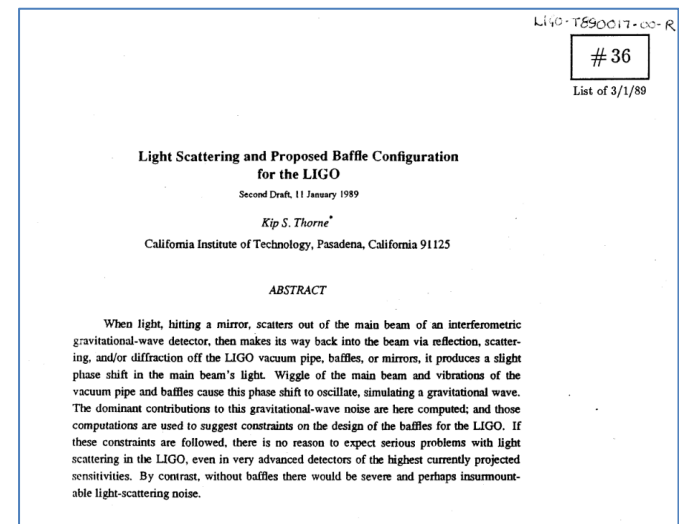 LIGO-T890017-00-R
# 36
List of 3/1/89
Light Scattering and Proposed Baffle Configuration
for the LIGO
Second Draft, 11 January 1989
Kip S. Thorne*
California Institute of Technology, Pasadena, California 91125
ABSTRACT
When light, hitting a mirror, scatters out of the main beam of an interferometric
gravitational-wave detector, then makes its way back into the beam via reflection, scatter-
ing, and/or diffraction off the LIGO vacuum pipe, baffles, or mirrors, it produces a slight
phase shift in the main beam's light. Wiggle of the main beam and vibrations of the
vacuum pipe and baffles cause this phase shift to oscillate, simulating a gravitational wave.
The dominant contributions to this gravitational-wave noise are here computed; and those
computations are used to suggest constraints on the design of the baffles for the LIGO. If
these constraints are followed, there is no reason to expect serious problems with light
scattering in the LIGO, even in very advanced detectors of the highest currently projected
sensitivities. By contrast, without baffles there would be severe and perhaps insurmount-
able light-scattering noise.